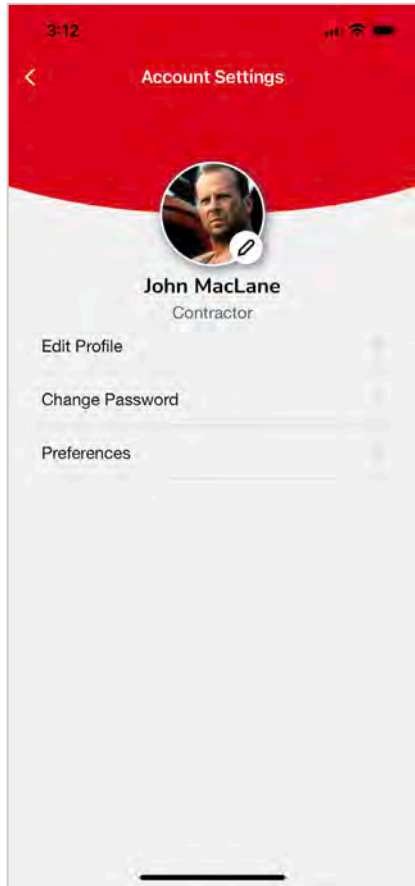 3:12
Account Settings
John MacLane
Contractor
Edit Profile
Change Password
Preferences